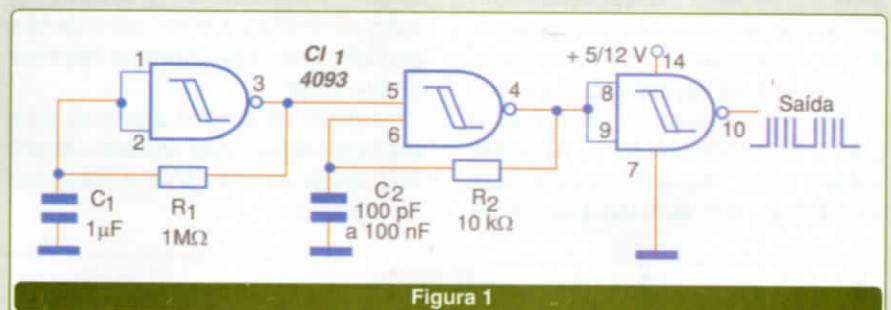 CI 1
4093
1
2
3
5
6
4
+ 5/12 V
14
8
9
10
7
Saída
C1
1µF
R1
1MΩ
C2
100 pF
a 100 nF
R2
10 kΩ
Figura 1